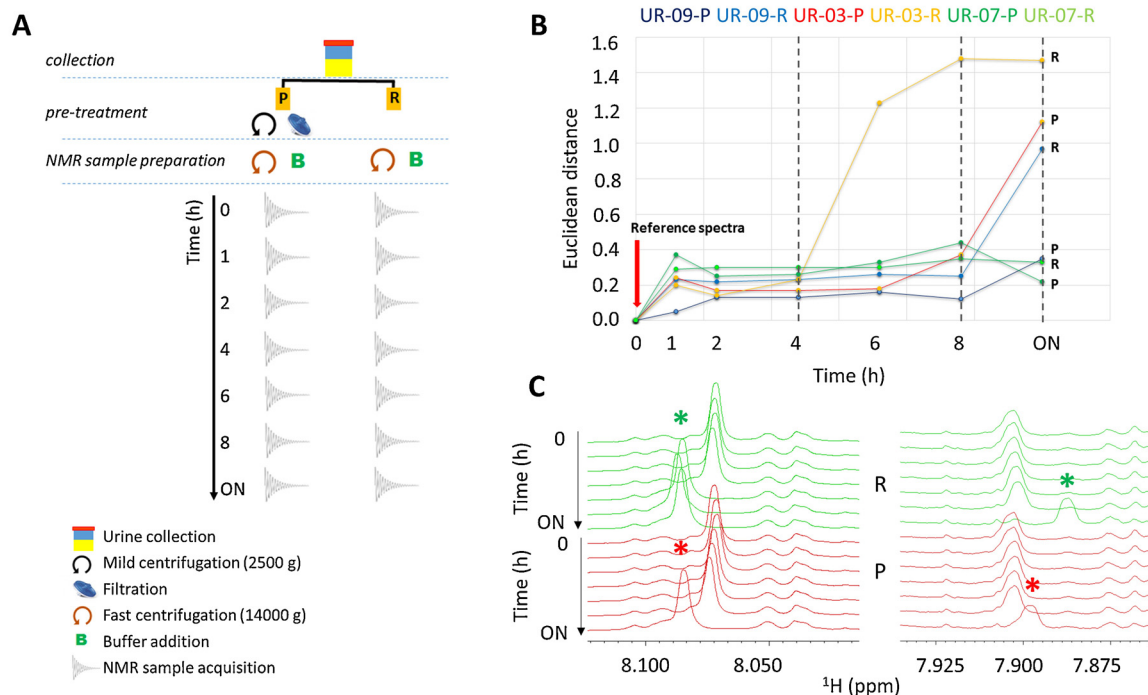 A
collection
P
R
pre-treatment
NMR sample preparation
B
B
Time (h)
0
1
2
4
6
8
ON
Urine collection
Mild centrifugation (2500 g)
Filtration
Fast centrifugation (14000 g)
B
Buffer addition
NMR sample acquisition
UR-09-P UR-09-R UR-03-P UR-03-R UR-07-P UR-07-R
B
Euclidean distance
1.6
1.4
1.2
1.0
0.8
0.6
0.4
0.2
0.0
Reference spectra
R
P
R
P
R
P
0 1 2 4 6 8 ON
Time (h)
C
*
*
0
Time (h)
ON
R
*
*
0
Time (h)
ON
P
8.100 8.050 7.925 7.900 7.875
¹H (ppm)